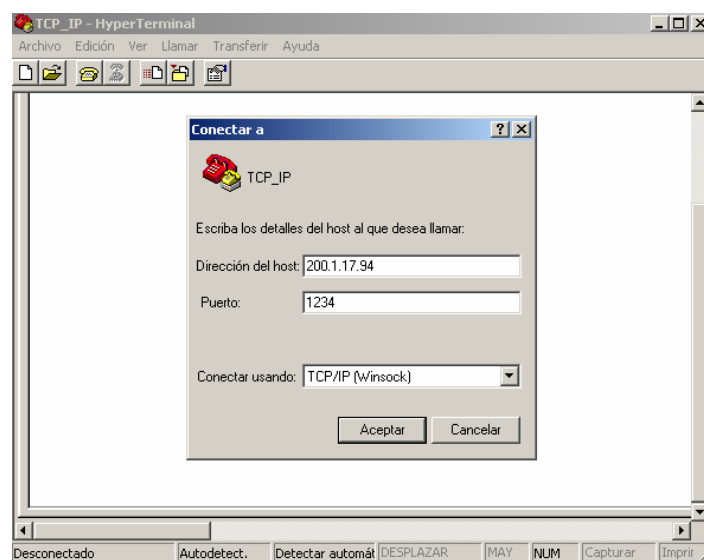 TCP_IP - HyperTerminal
Archivo Edición Ver Llamar Transferir Ayuda
Conectar a
TCP_IP
Escriba los detalles del host al que desea llamar:
Dirección del host: 200.1.17.94
Puerto: 1234
Conectar usando: TCP/IP (Winsock)
Aceptar Cancelar
Desconectado Autodetect. Detectar automát DESPLAZAR MAY NUM Capturar Imprir